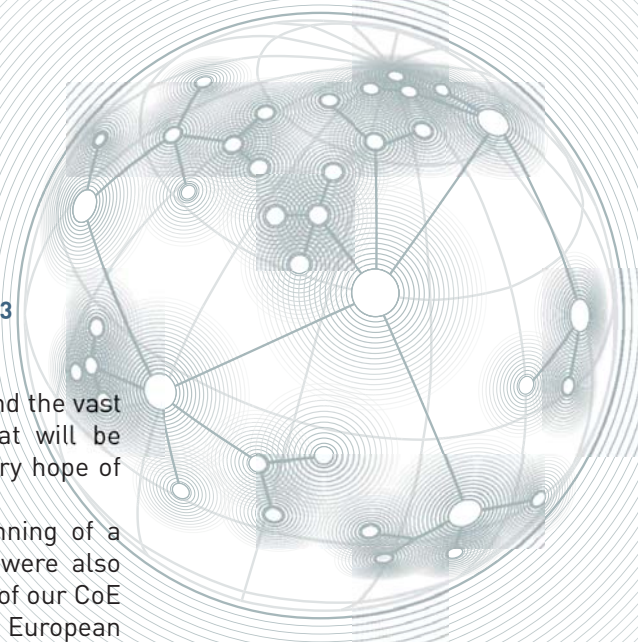 3
nd the vast
at will be
ry hope of
nning of a
were also
of our CoE
European